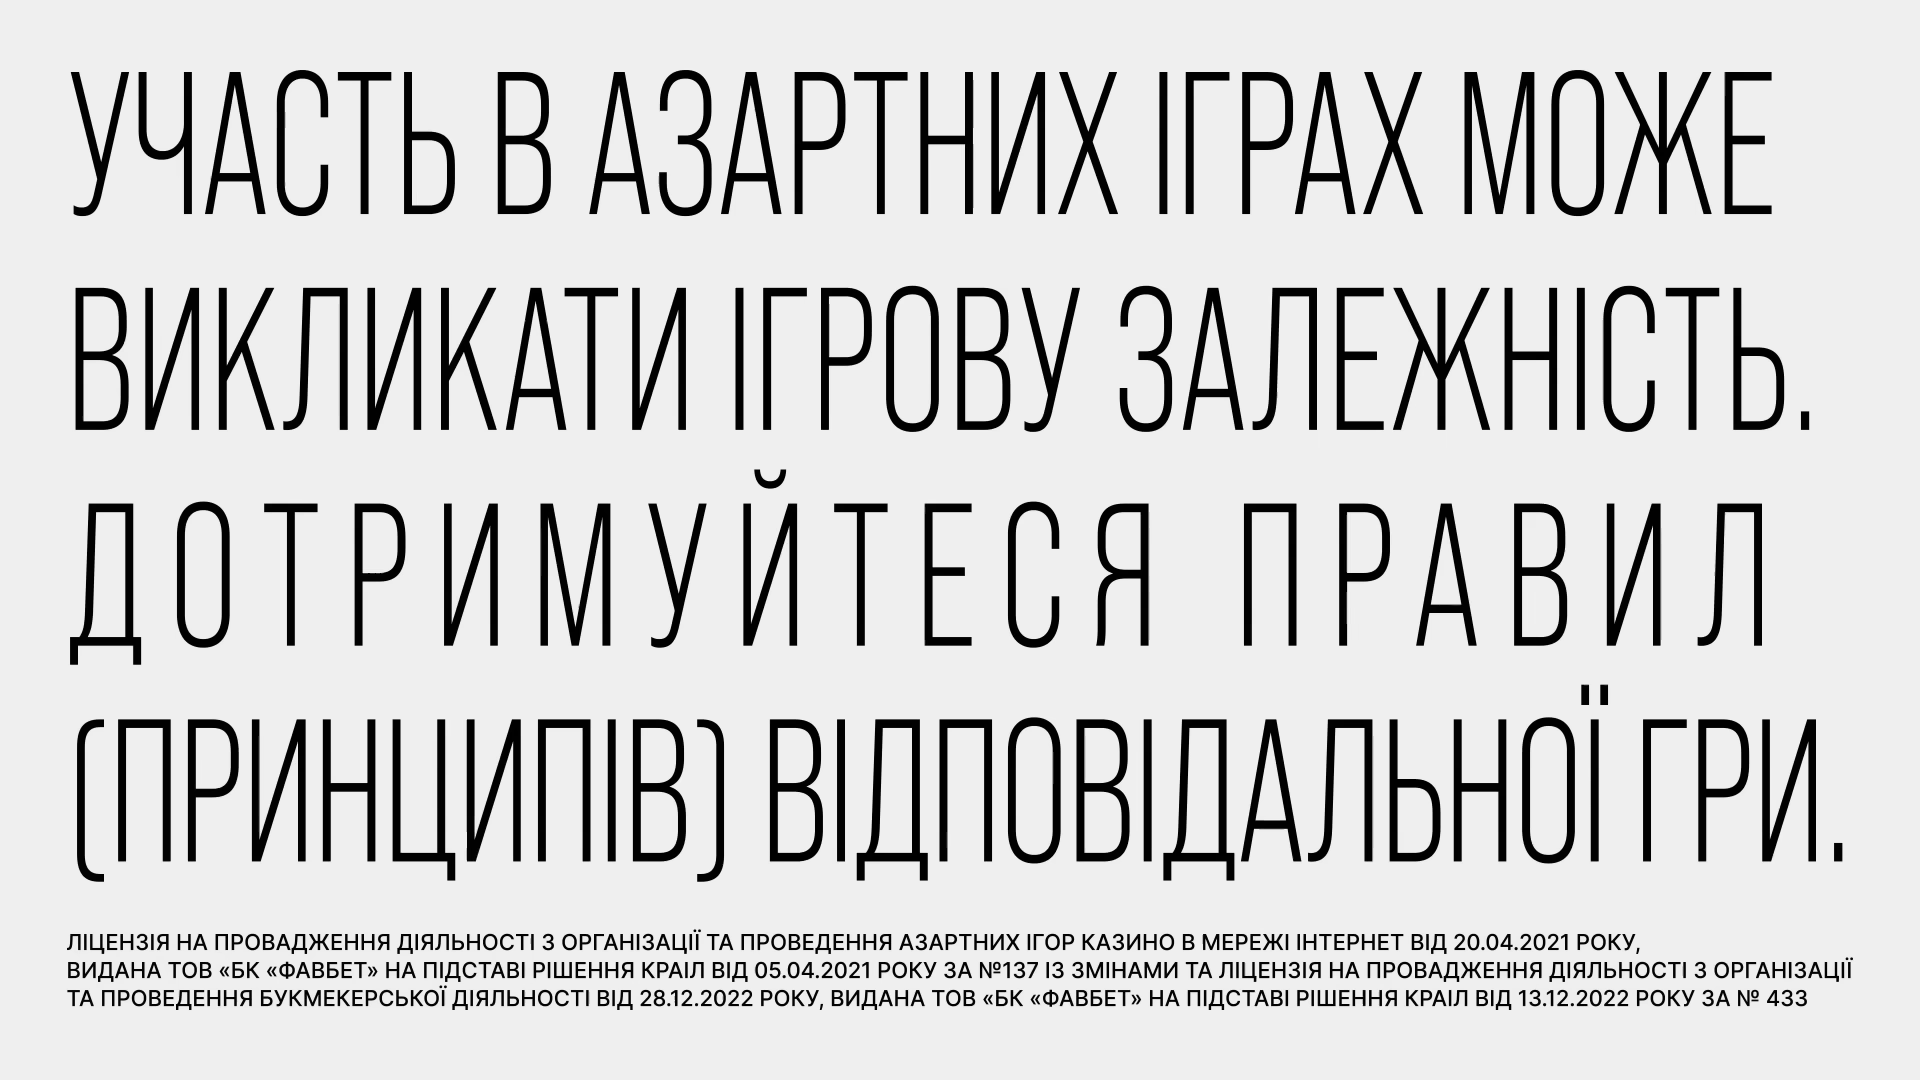 УЧАСТЬ В АЗАРТНИХ ІГРАХ МОЖЕ
ВИКЛИКАТИ ІГРОВУ ЗАЛЕЖНІСТЬ.
ДОТРИМУЙТЕСЯ ПРАВИЛ
(ПРИНЦИПІВ) ВІДПОВІДАЛЬНОЇ ГРИ.
ЛІЦЕНЗІЯ НА ПРОВАДЖЕННЯ ДІЯЛЬНОСТІ З ОРГАНІЗАЦІЇ ТА ПРОВЕДЕННЯ АЗАРТНИХ ІГОР КАЗИНО В МЕРЕЖІ ІНТЕРНЕТ ВІД 20.04.2021 РОКУ,
ВИДАНА ТОВ «БК «ФАВБЕТ» НА ПІДСТАВІ РІШЕННЯ КРАІЛ ВІД 05.04.2021 РОКУ ЗА №137 ІЗ ЗМІНАМИ ТА ЛІЦЕНЗІЯ НА ПРОВАДЖЕННЯ ДІЯЛЬНОСТІ З ОРГАНІЗАЦІЇ
ТА ПРОВЕДЕННЯ БУКМЕКЕРСЬКОЇ ДІЯЛЬНОСТІ ВІД 28.12.2022 РОКУ, ВИДАНА ТОВ «БК «ФАВБЕТ» НА ПІДСТАВІ РІШЕННЯ КРАІЛ ВІД 13.12.2022 РОКУ ЗА № 433